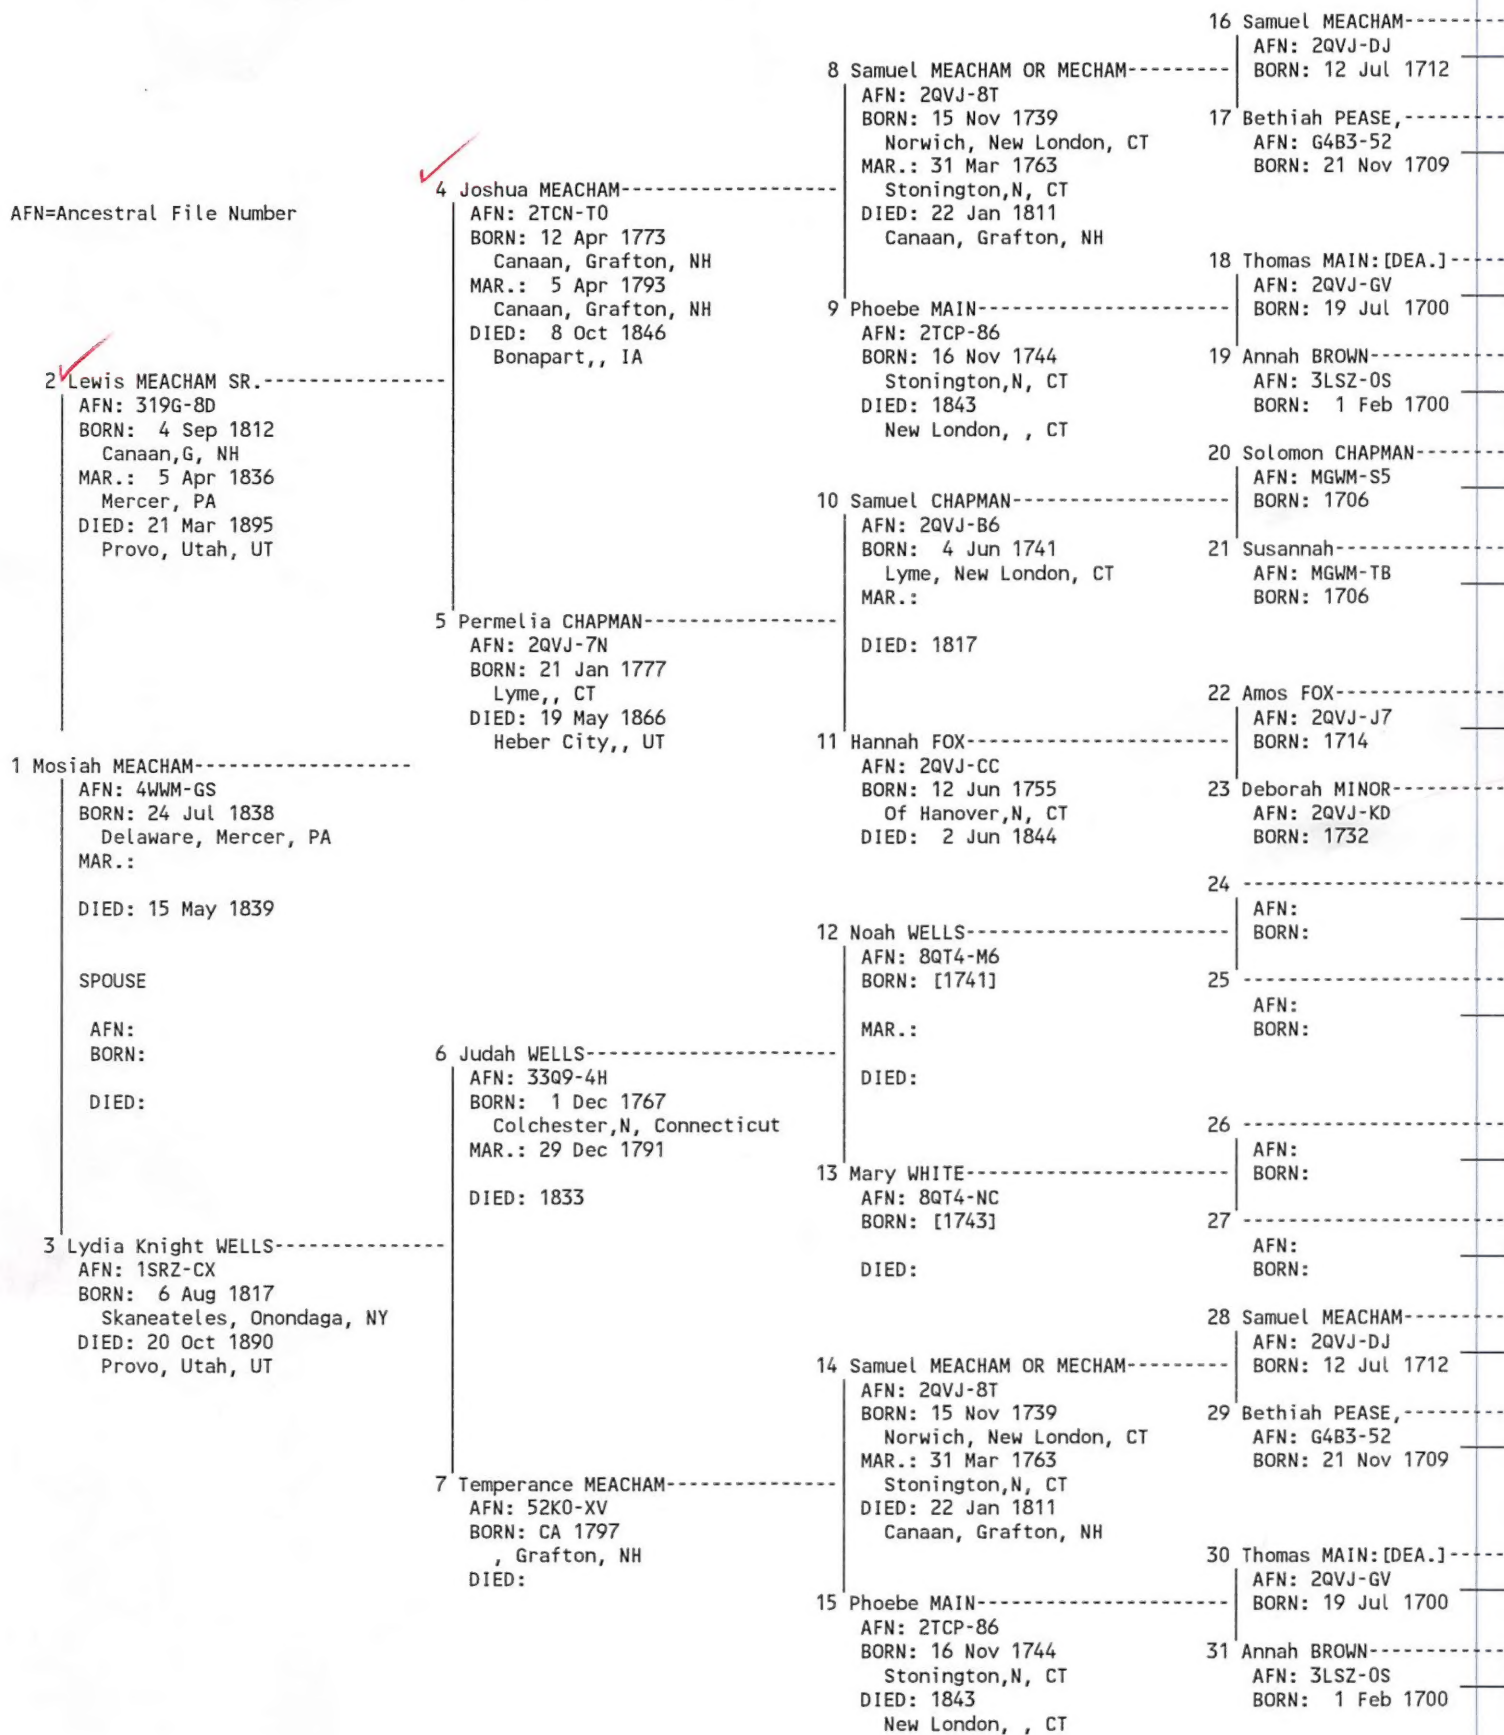 AFN=Ancestral File Number
1 Mosiah MEACHAM------------------
AFN: 4WWM-GS
BORN: 24 Jul 1838
Delaware, Mercer, PA
MAR.:
DIED: 15 May 1839
SPOUSE
AFN:
BORN:
DIED:
2 Lewis MEACHAM SR.---------------
AFN: 319G-8D
BORN: 4 Sep 1812
Canaan,G, NH
MAR.: 5 Apr 1836
Mercer, PA
DIED: 21 Mar 1895
Provo, Utah, UT
3 Lydia Knight WELLS--------------
AFN: 1SRZ-CX
BORN: 6 Aug 1817
Skaneateles, Onondaga, NY
DIED: 20 Oct 1890
Provo, Utah, UT
4 Joshua MEACHAM------------------
AFN: 2TCN-T0
BORN: 12 Apr 1773
Canaan, Grafton, NH
MAR.: 5 Apr 1793
Canaan, Grafton, NH
DIED: 8 Oct 1846
Bonapart,, IA
5 Permelia CHAPMAN----------------
AFN: 2QVJ-7N
BORN: 21 Jan 1777
Lyme,, CT
DIED: 19 May 1866
Heber City,, UT
6 Judah WELLS---------------------
AFN: 33Q9-4H
BORN: 1 Dec 1767
Colchester,N, Connecticut
MAR.: 29 Dec 1791
DIED: 1833
7 Temperance MEACHAM--------------
AFN: 52K0-XV
BORN: CA 1797
, Grafton, NH
DIED:
8 Samuel MEACHAM OR MECHAM--------
AFN: 2QVJ-8T
BORN: 15 Nov 1739
Norwich, New London, CT
MAR.: 31 Mar 1763
Stonington,N, CT
DIED: 22 Jan 1811
Canaan, Grafton, NH
9 Phoebe MAIN---------------------
AFN: 2TCP-86
BORN: 16 Nov 1744
Stonington,N, CT
DIED: 1843
New London, , CT
10 Samuel CHAPMAN------------------
AFN: 2QVJ-B6
BORN: 4 Jun 1741
Lyme, New London, CT
MAR.:
DIED: 1817
11 Hannah FOX----------------------
AFN: 2QVJ-CC
BORN: 12 Jun 1755
Of Hanover,N, CT
DIED: 2 Jun 1844
12 Noah WELLS----------------------
AFN: 8QT4-M6
BORN: [1741]
MAR.:
DIED:
13 Mary WHITE----------------------
AFN: 8QT4-NC
BORN: [1743]
DIED:
14 Samuel MEACHAM OR MECHAM--------
AFN: 2QVJ-8T
BORN: 15 Nov 1739
Norwich, New London, CT
MAR.: 31 Mar 1763
Stonington,N, CT
DIED: 22 Jan 1811
Canaan, Grafton, NH
15 Phoebe MAIN---------------------
AFN: 2TCP-86
BORN: 16 Nov 1744
Stonington,N, CT
DIED: 1843
New London, , CT
16 Samuel MEACHAM--------
AFN: 2QVJ-DJ
BORN: 12 Jul 1712
17 Bethiah PEASE,--------
AFN: G4B3-52
BORN: 21 Nov 1709
18 Thomas MAIN:[DEA.]-----
AFN: 2QVJ-GV
BORN: 19 Jul 1700
19 Annah BROWN-----------
AFN: 3LSZ-0S
BORN: 1 Feb 1700
20 Solomon CHAPMAN-------
AFN: MGWM-S5
BORN: 1706
21 Susannah--------------
AFN: MGWM-TB
BORN: 1706
22 Amos FOX--------------
AFN: 2QVJ-J7
BORN: 1714
23 Deborah MINOR---------
AFN: 2QVJ-KD
BORN: 1732
24 ----------------------
AFN:
BORN:
25 ----------------------
AFN:
BORN:
26 ----------------------
AFN:
BORN:
27 ----------------------
AFN:
BORN:
28 Samuel MEACHAM--------
AFN: 2QVJ-DJ
BORN: 12 Jul 1712
29 Bethiah PEASE,--------
AFN: G4B3-52
BORN: 21 Nov 1709
30 Thomas MAIN:[DEA.]-----
AFN: 2QVJ-GV
BORN: 19 Jul 1700
31 Annah BROWN-----------
AFN: 3LSZ-0S
BORN: 1 Feb 1700